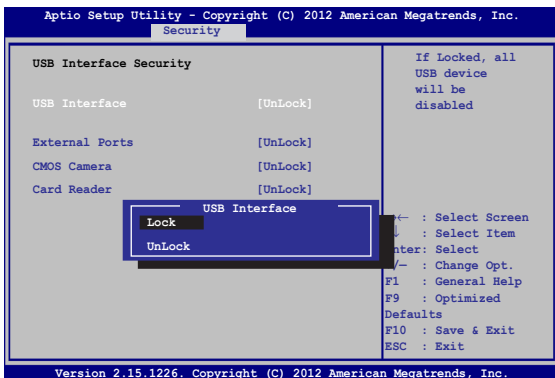 Aptio Setup Utility - Copyright (C) 2012 American Megatrends, Inc.
Security
USB Interface Security
USB Interface [UnLock]
External Ports [UnLock]
CMOS Camera [UnLock]
Card Reader [UnLock]
USB Interface
Lock
UnLock
If Locked, all
USB device
will be
disabled
→← : Select Screen
↓ : Select Item
nter: Select
/— : Change Opt.
F1 : General Help
F9 : Optimized
Defaults
F10 : Save & Exit
ESC : Exit
Version 2.15.1226. Copyright (C) 2012 American Megatrends, Inc.